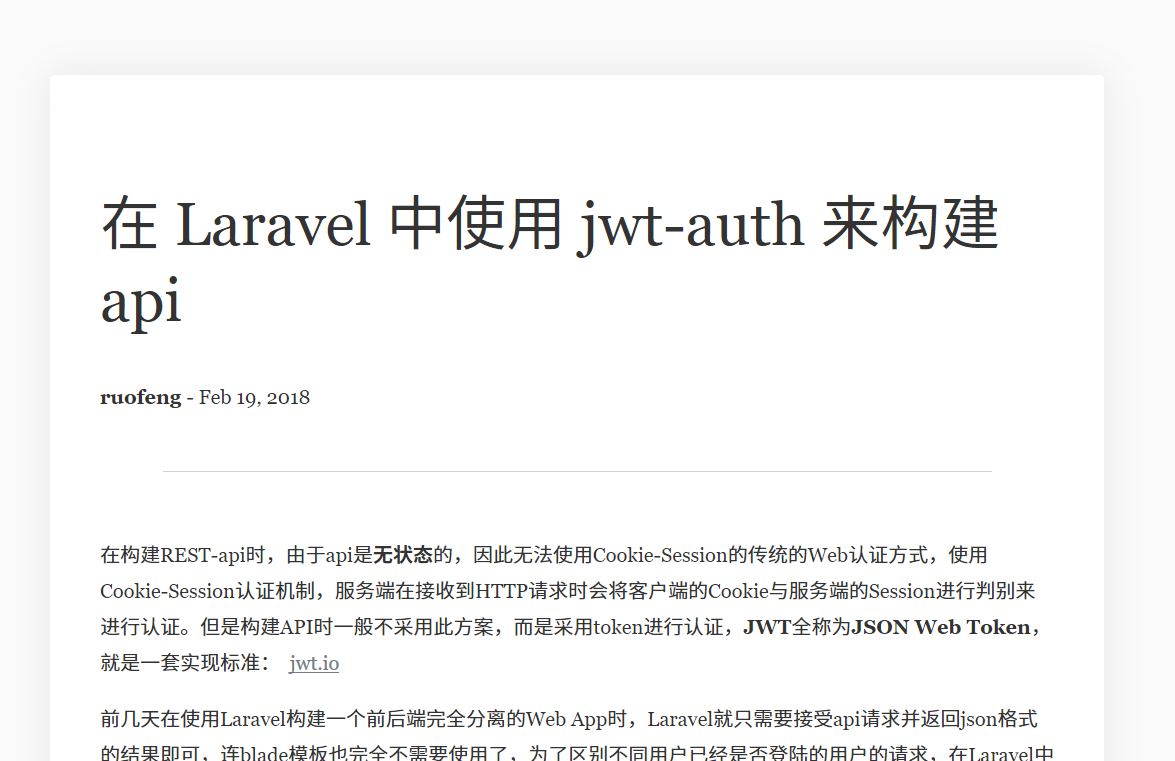 在 Laravel 中使用 jwt-auth 来构建
api
ruofeng - Feb 19, 2018
在构建REST-api时，由于api是无状态的，因此无法使用Cookie-Session的传统的Web认证方式，使用
Cookie-Session认证机制，服务端在接收到HTTP请求时会将客户端的Cookie与服务端的Session进行判别来
进行认证。但是构建API时一般不采用此方案，而是采用token进行认证，JWT全称为JSON Web Token，
就是一套实现标准： jwt.io
前几天在使用Laravel构建一个前后端完全分离的Web App时，Laravel就只需要接受api请求并返回json格式
的结果即可，连blade模板也完全不需要使用了，为了区别不同用户已经是否登陆的用户的请求，在Laravel中